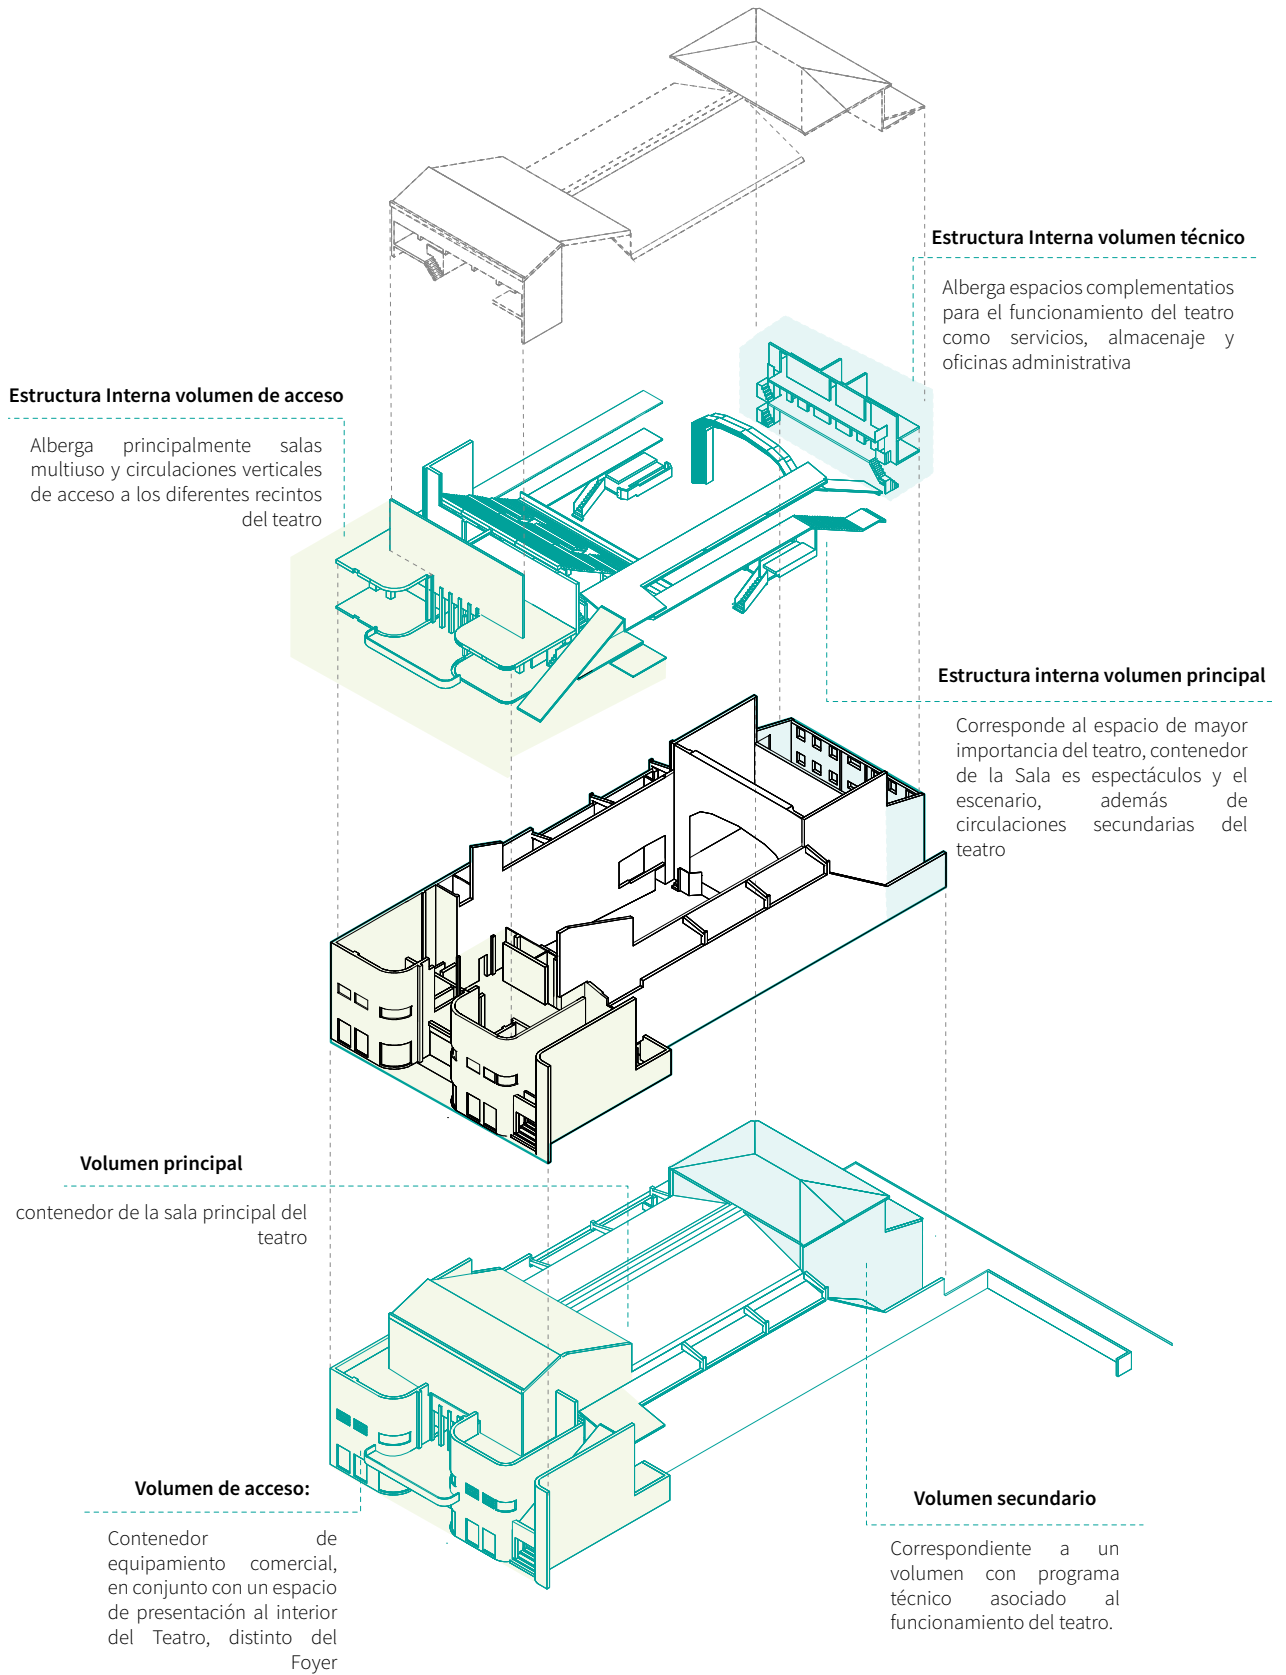 Estructura Interna volumen técnico
Alberga espacios complementatios
para el funcionamiento del teatro
como servicios, almacenaje y
oficinas administrativa
Estructura Interna volumen de acceso
Alberga principalmente salas
multiuso y circulaciones verticales
de acceso a los diferentes recintos
del teatro
Estructura interna volumen principal
Corresponde al espacio de mayor
importancia del teatro, contenedor
de la Sala es espectáculos y el
escenario, además de
circulaciones secundarias del
teatro
Volumen principal
contenedor de la sala principal del
teatro
Volumen de acceso:
Contenedor de
equipamiento comercial,
en conjunto con un espacio
de presentación al interior
del Teatro, distinto del
Foyer
Volumen secundario
Correspondiente a un
volumen con programa
técnico asociado al
funcionamiento del teatro.